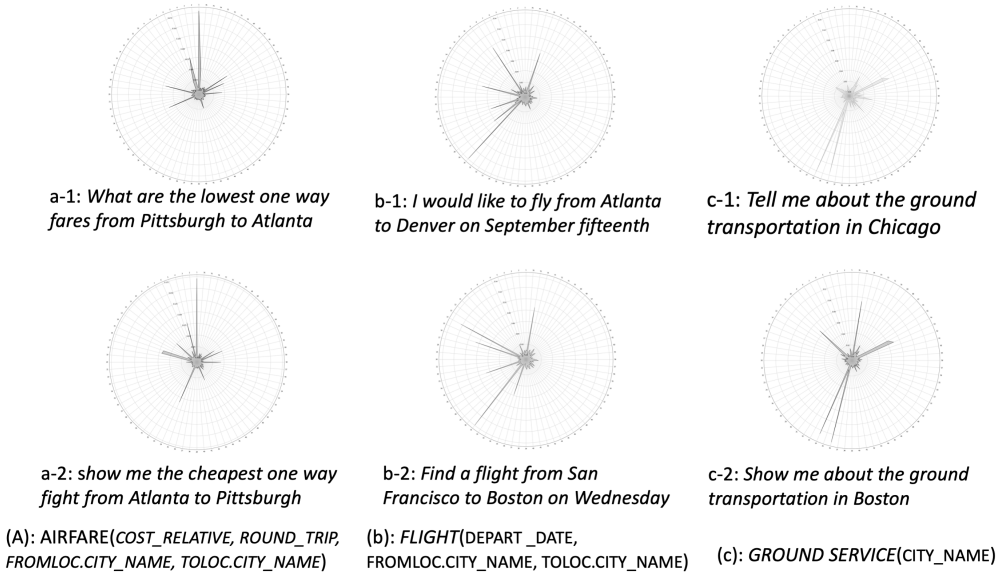 a-1: What are the lowest one way
fares from Pittsburgh to Atlanta
b-1: I would like to fly from Atlanta
to Denver on September fifteenth
c-1: Tell me about the ground
transportation in Chicago
a-2: show me the cheapest one way
fight from Atlanta to Pittsburgh
b-2: Find a flight from San
Francisco to Boston on Wednesday
c-2: Show me about the ground
transportation in Boston
(A): AIRFARE(COST_RELATIVE, ROUND_TRIP,
FROMLOC.CITY_NAME, TOLOC.CITY_NAME)
(b): FLIGHT(DEPART _DATE,
FROMLOC.CITY_NAME, TOLOC.CITY_NAME)
(c): GROUND SERVICE(CITY_NAME)